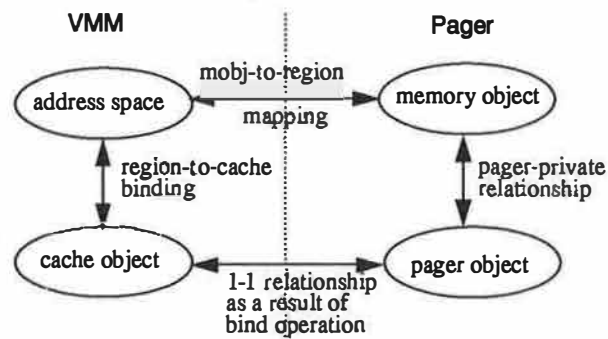 VMM
Pager
mobj-to-region
address space
memory object
mapping
region-to-cache
binding
pager-private
relationship
cache object
pager object
1-1 relationship
as a result of
bind operation